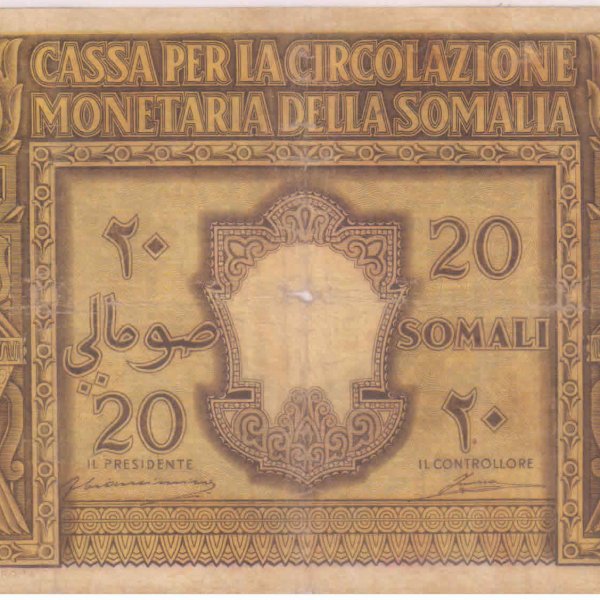 CASSA PER LA CIRCOLAZIONE
MONETARIA DELLA SOMALIA
٢٠
20
صومالي
SOMALI
20
٢٠
IL PRESIDENTE
IL CONTROLLORE